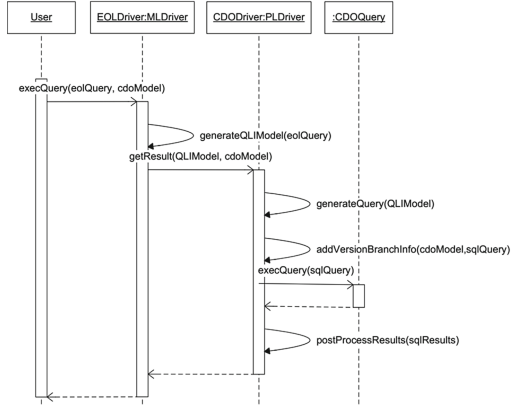 User
EOLDriver:MLDriver
CDODriver:PLDriver
:CDOQuery
execQuery(eolQuery, cdoModel)
generateQLIModel(eolQuery)
getResult(QLIModel, cdoModel)
generateQuery(QLIModel)
addVersionBranchInfo(cdoModel,sqlQuery)
execQuery(sqlQuery)
postProcessResults(sqlResults)